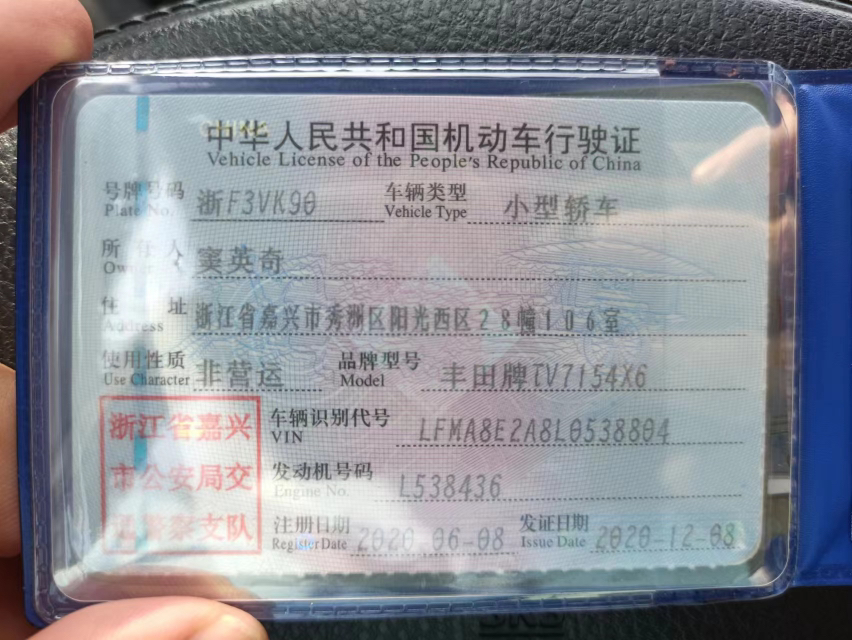 中华人民共和国机动车行驶证
Vehicle License of the People's Republic of China
号牌号码 浙F3VK90 车辆类型 小型轿车
Plate No. Vehicle Type
所有人 窦英奇
Owner
住址 浙江省嘉兴市秀洲区阳光西区28幢106室
Address
使用性质 非营运 品牌型号 丰田牌TV7154X6
Use Character Model
浙江省嘉兴
市公安局交
通警察支队
车辆识别代号 LFMA8E2A8L0538804
VIN
发动机号码 L538436
Engine No.
注册日期 2020-06-08 发证日期 2020-12-08
Register Date Issue Date
SRS